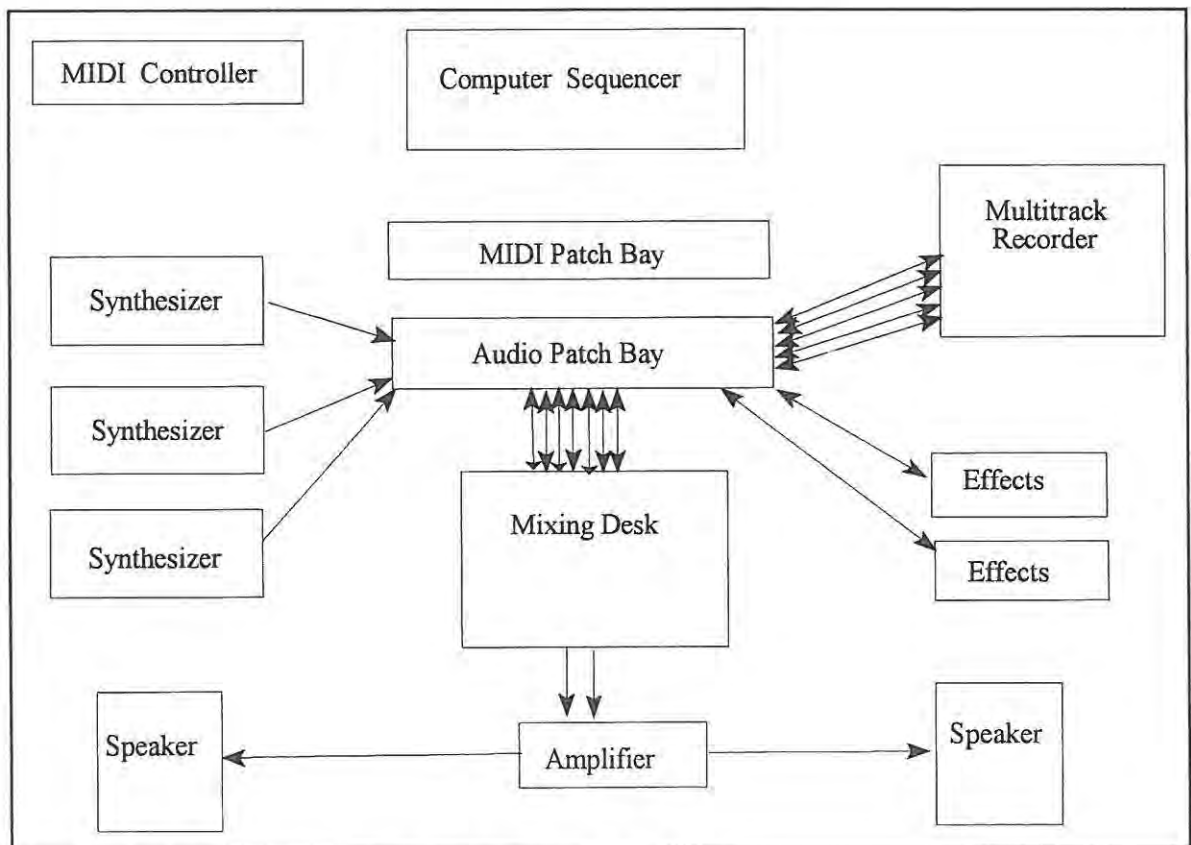 MIDI Controller
Computer Sequencer
Multitrack
Recorder
MIDI Patch Bay
Synthesizer
Audio Patch Bay
Synthesizer
Effects
Mixing Desk
Synthesizer
Effects
Speaker
Amplifier
Speaker